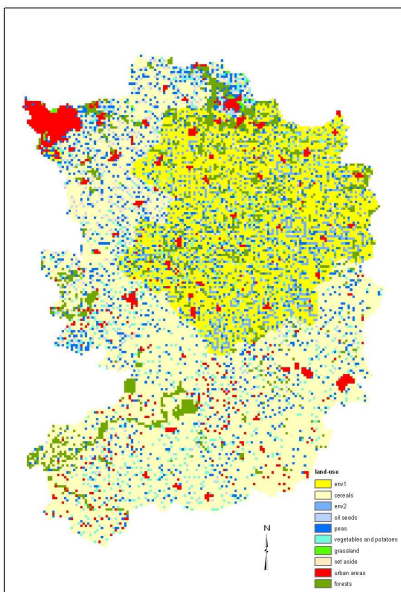 N
land-use
env1
cereals
env2
oil seeds
peas
vegetables and potatoes
grassland
set aside
urban areas
forests